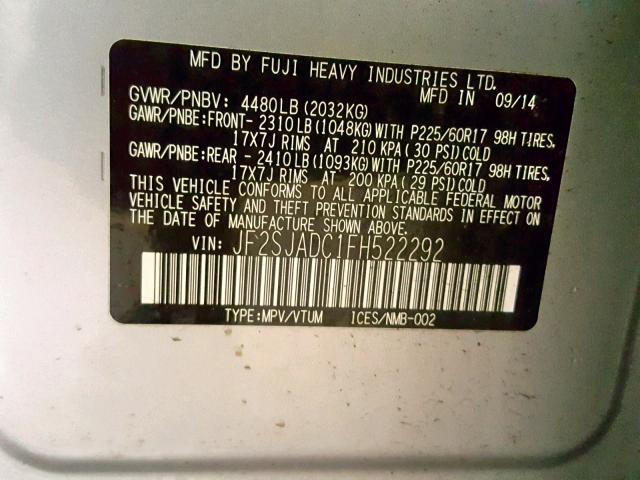 MFD BY FUJI HEAVY INDUSTRIES LTD.
MFD IN 09/14
GVWR/PNBV: 4480LB(2032KG)
GAWR/PNBE:FRONT- 2310LB(1048KG)WITH P225/60R17 98H TIRES,
17X7J RIMS AT 210 KPA(30 PSI)COLD
GAWR/PNBE:REAR - 2410LB(1093KG)WITH P225/60R17 98H TIRES,
17X7J RIMS AT 200 KPA(29 PSI)COLD
THIS VEHICLE CONFORMS TO ALL APPLICABLE FEDERAL MOTOR
VEHICLE SAFETY AND THEFT PREVENTION STANDARDS IN EFFECT ON
THE DATE OF MANUFACTURE SHOWN ABOVE.
VIN: JF2SJADC1FH522292
TYPE:MPV/VTUM ICES/NMB-002